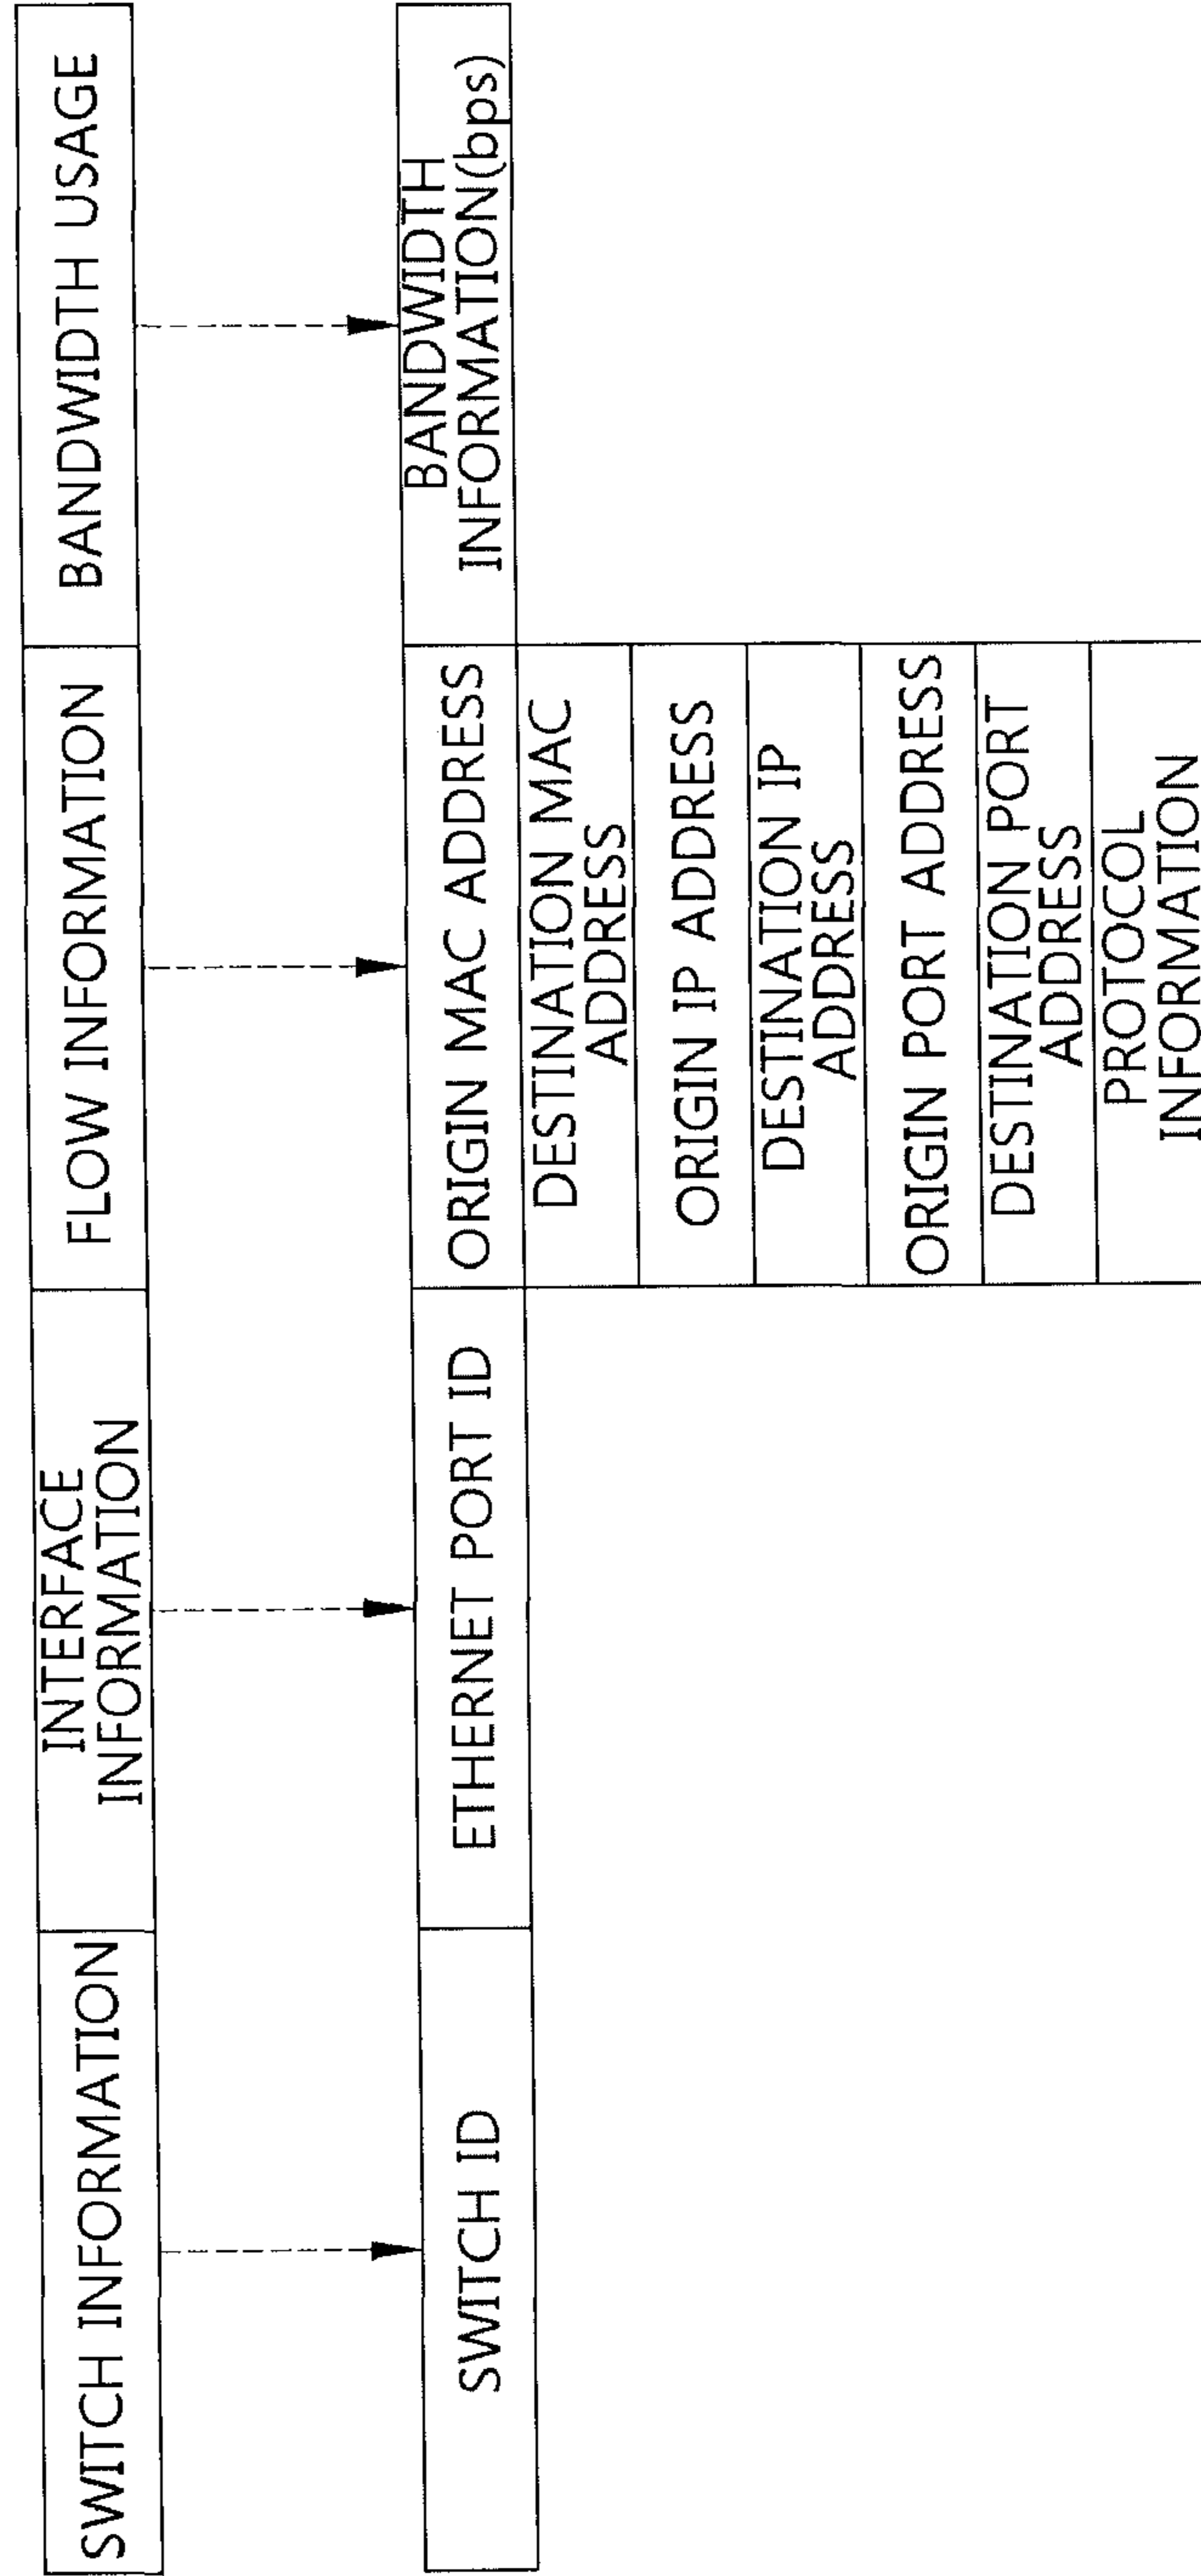 SWITCH INFORMATION
INTERFACE
INFORMATION
FLOW INFORMATION
BANDWIDTH USAGE
SWITCH ID
ETHERNET PORT ID
ORIGIN MAC ADDRESS
DESTINATION MAC
ADDRESS
ORIGIN IP ADDRESS
DESTINATION IP
ADDRESS
ORIGIN PORT ADDRESS
DESTINATION PORT
ADDRESS
PROTOCOL
INFORMATION
BANDWIDTH
INFORMATION(bps)